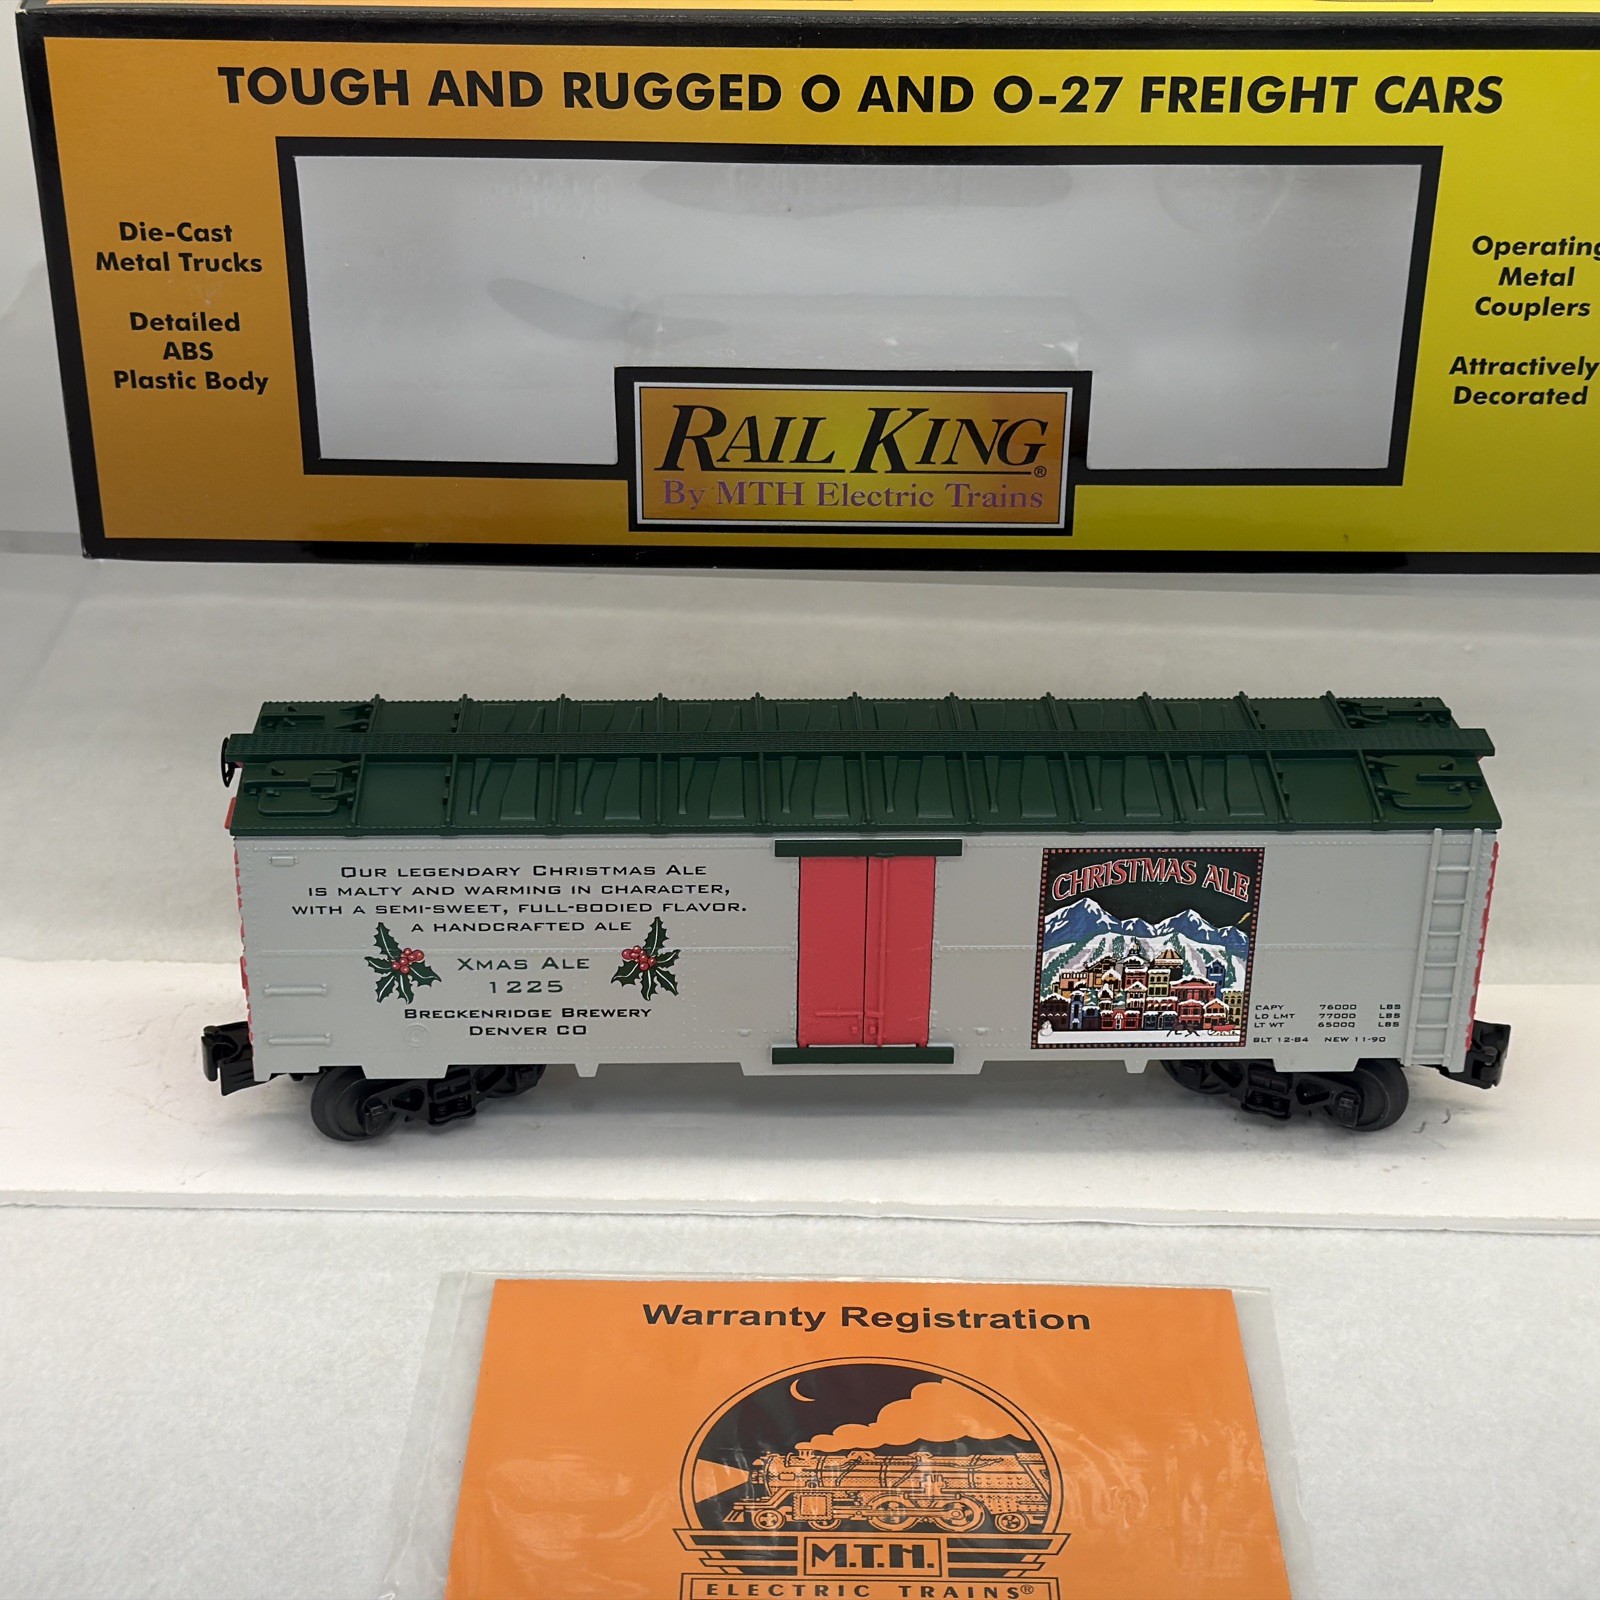 TOUGH AND RUGGED O AND O-27 FREIGHT CARS
Die-Cast
Metal Trucks
Detailed
ABS
Plastic Body
Operating
Metal
Couplers
Attractively
Decorated
RAIL KING®
By MTH Electric Trains
OUR LEGENDARY CHRISTMAS ALE
IS MALTY AND WARMING IN CHARACTER,
WITH A SEMI-SWEET, FULL-BODIED FLAVOR.
A HANDCRAFTED ALE
XMAS ALE
1225
BRECKENRIDGE BREWERY
DENVER CO
CHRISTMAS ALE
CAPY 76000 LBS
LD LMT 77000 LBS
LT WT 65000 LBS
BLT 12-84 NEW 11-90
Warranty Registration
M.T.H.
ELECTRIC TRAINS®